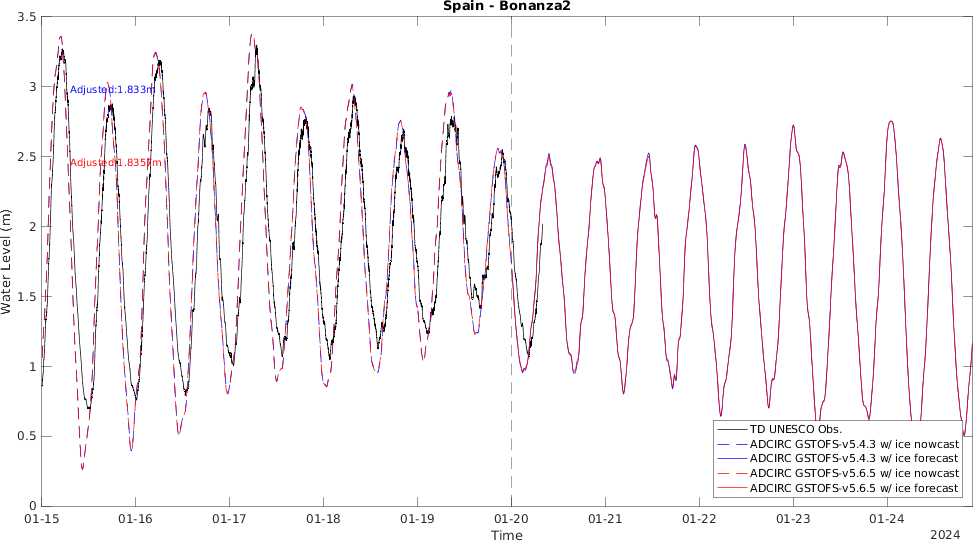 Spain - Bonanza2
3.5
3
2.5
2
1.5
1
0.5
0
Water Level (m)
Adjusted:1.833m
Adjusted:1.8357m
TD UNESCO Obs.
ADCIRC GSTOFS-v5.4.3 w/ ice nowcast
ADCIRC GSTOFS-v5.4.3 w/ ice forecast
ADCIRC GSTOFS-v5.6.5 w/ ice nowcast
ADCIRC GSTOFS-v5.6.5 w/ ice forecast
01-15 01-16 01-17 01-18 01-19 01-20 01-21 01-22 01-23 01-24
Time
2024